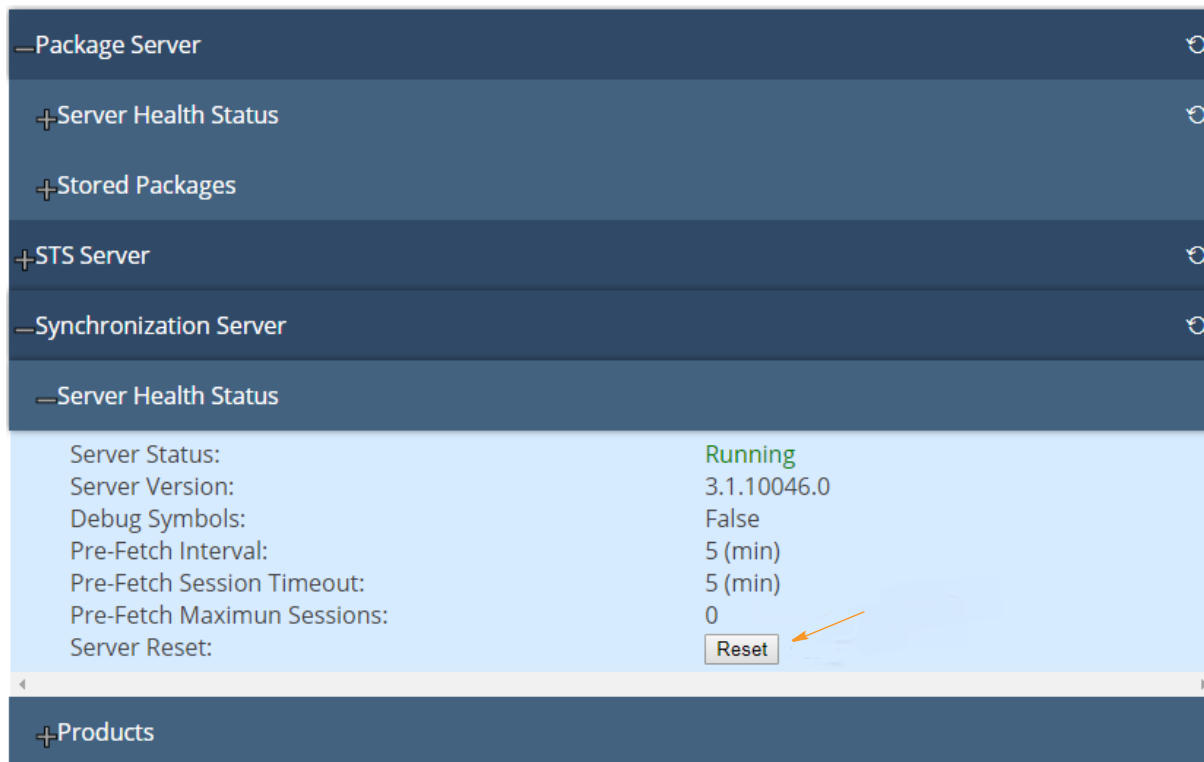 Package Server
Server Health Status
Stored Packages
STS Server
Synchronization Server
Server Health Status
Server Status: Running
Server Version: 3.1.10046.0
Debug Symbols: False
Pre-Fetch Interval: 5 (min)
Pre-Fetch Session Timeout: 5 (min)
Pre-Fetch Maximun Sessions: 0
Server Reset: Reset
Products